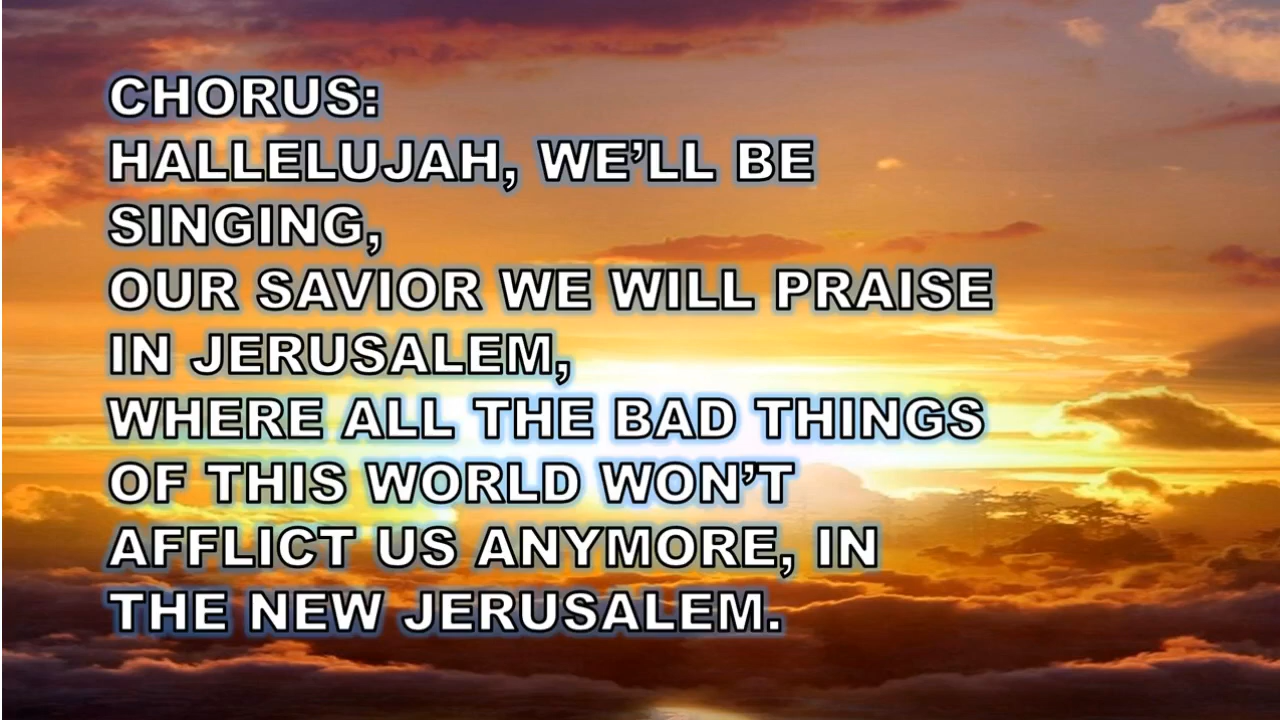 CHORUS:
HALLELUJAH, WE’LL BE
SINGING,
OUR SAVIOR WE WILL PRAISE
IN JERUSALEM,
WHERE ALL THE BAD THINGS
OF THIS WORLD WON’T
AFFLICT US ANYMORE, IN
THE NEW JERUSALEM.